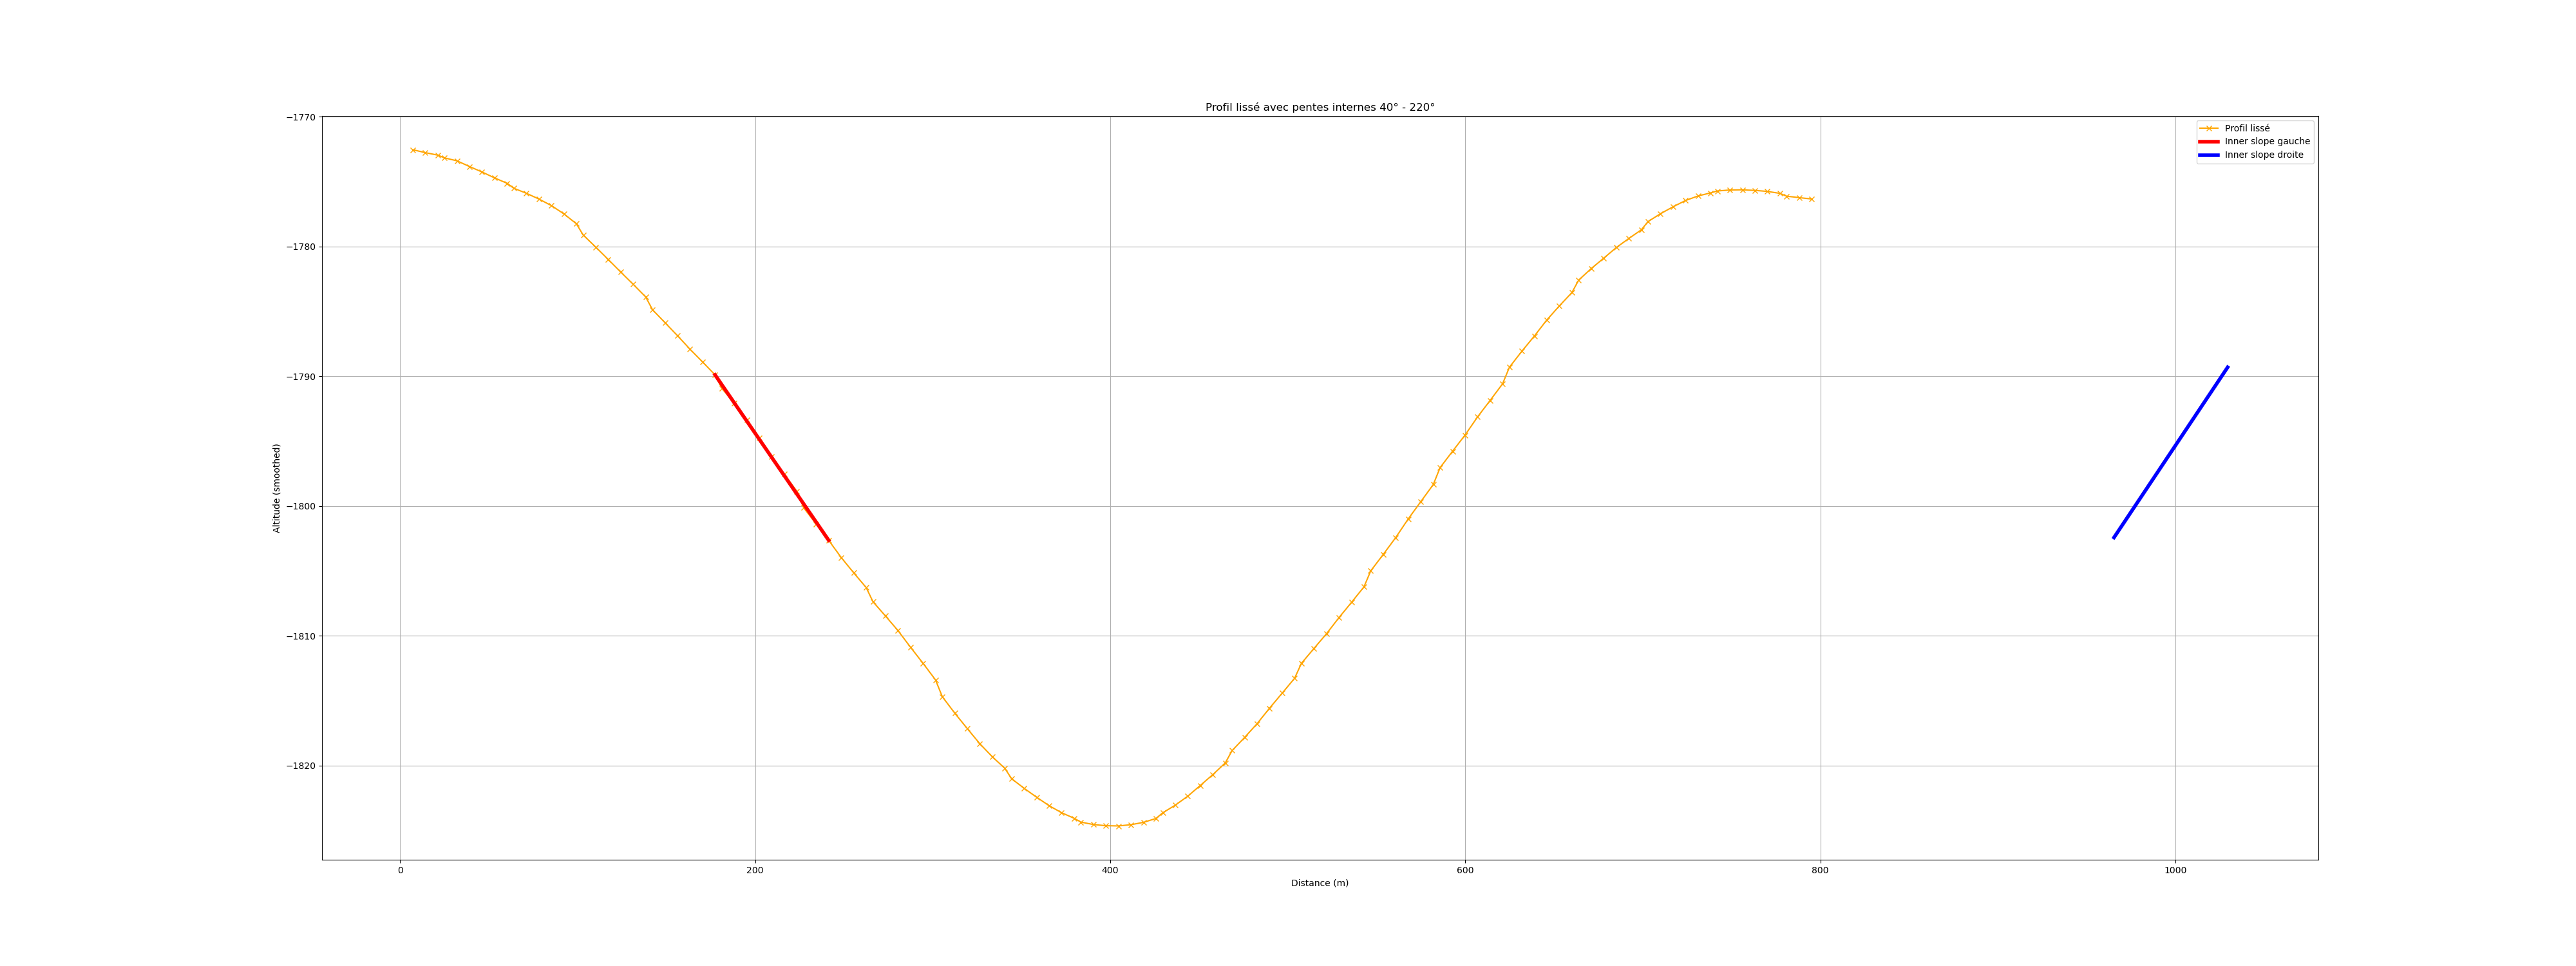 Profil lissé avec pentes internes 40° - 220°
Profil lissé
Inner slope gauche
Inner slope droite
Altitude (smoothed)
−1770
−1780
−1790
−1800
−1810
−1820
0
200
400
600
800
1000
Distance (m)